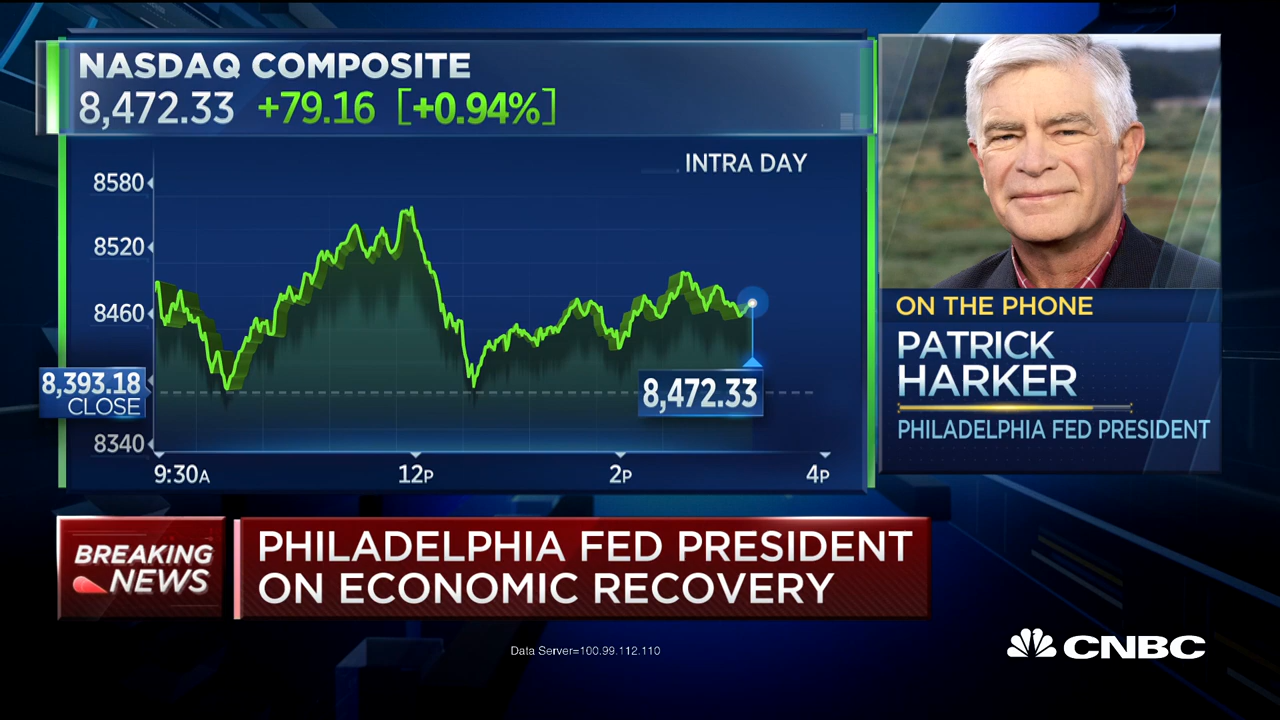 NASDAQ COMPOSITE
8,472.33 +79.16 [+0.94%]
INTRA DAY
8580
8520
8460
8,393.18
CLOSE
8340
8,472.33
9:30A 12P 2P 4P
ON THE PHONE
PATRICK
HARKER
PHILADELPHIA FED PRESIDENT
BREAKING
NEWS
PHILADELPHIA FED PRESIDENT
ON ECONOMIC RECOVERY
Data Server=100.99.112.110
CNBC